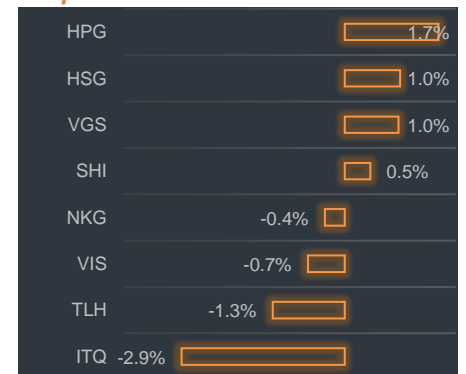 HPG 1.7%
HSG 1.0%
VGS 1.0%
SHI 0.5%
NKG -0.4%
VIS -0.7%
TLH -1.3%
ITQ -2.9%